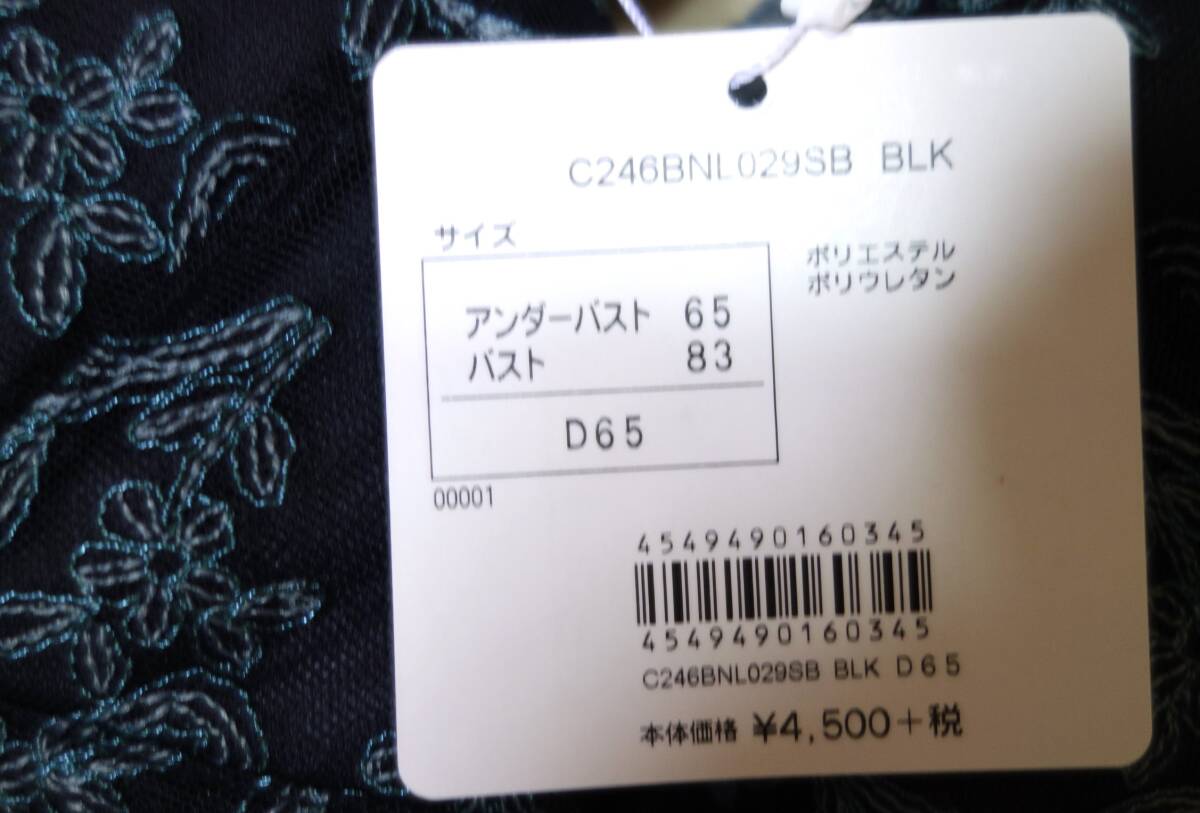 C246BNL029SB BLK
サイズ
アンダーバスト 65
バスト 83
D65
00001
ポリエステル
ポリウレタン
4549490160345
4549490160345
C246BNL029SB BLK D65
本体価格 ¥4,500+税